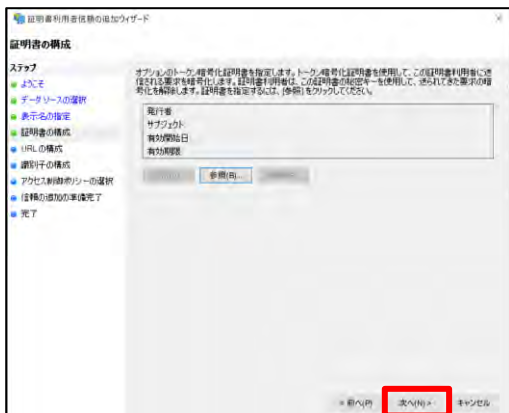 証明書利用者信頼の追加ウィザード
証明書の構成
ステップ
ようこそ
データ ソースの選択
表示名の指定
証明書の構成
URL の構成
識別子の構成
アクセス制御ポリシーの選択
信頼の追加の準備完了
完了
オプションのトークン暗号化証明書を指定します。トークン暗号化証明書を使用して、この証明書利用者に送
信される要求を暗号化します。証明書利用者は、この証明書の秘密キーを使用して、送られてきた要求の暗
号化を解除します。証明書を指定するには、[参照] をクリックしてください。
発行者
サブジェクト
有効開始日
有効期限
参照(B)...
< 前へ(P) 次へ(N) > キャンセル